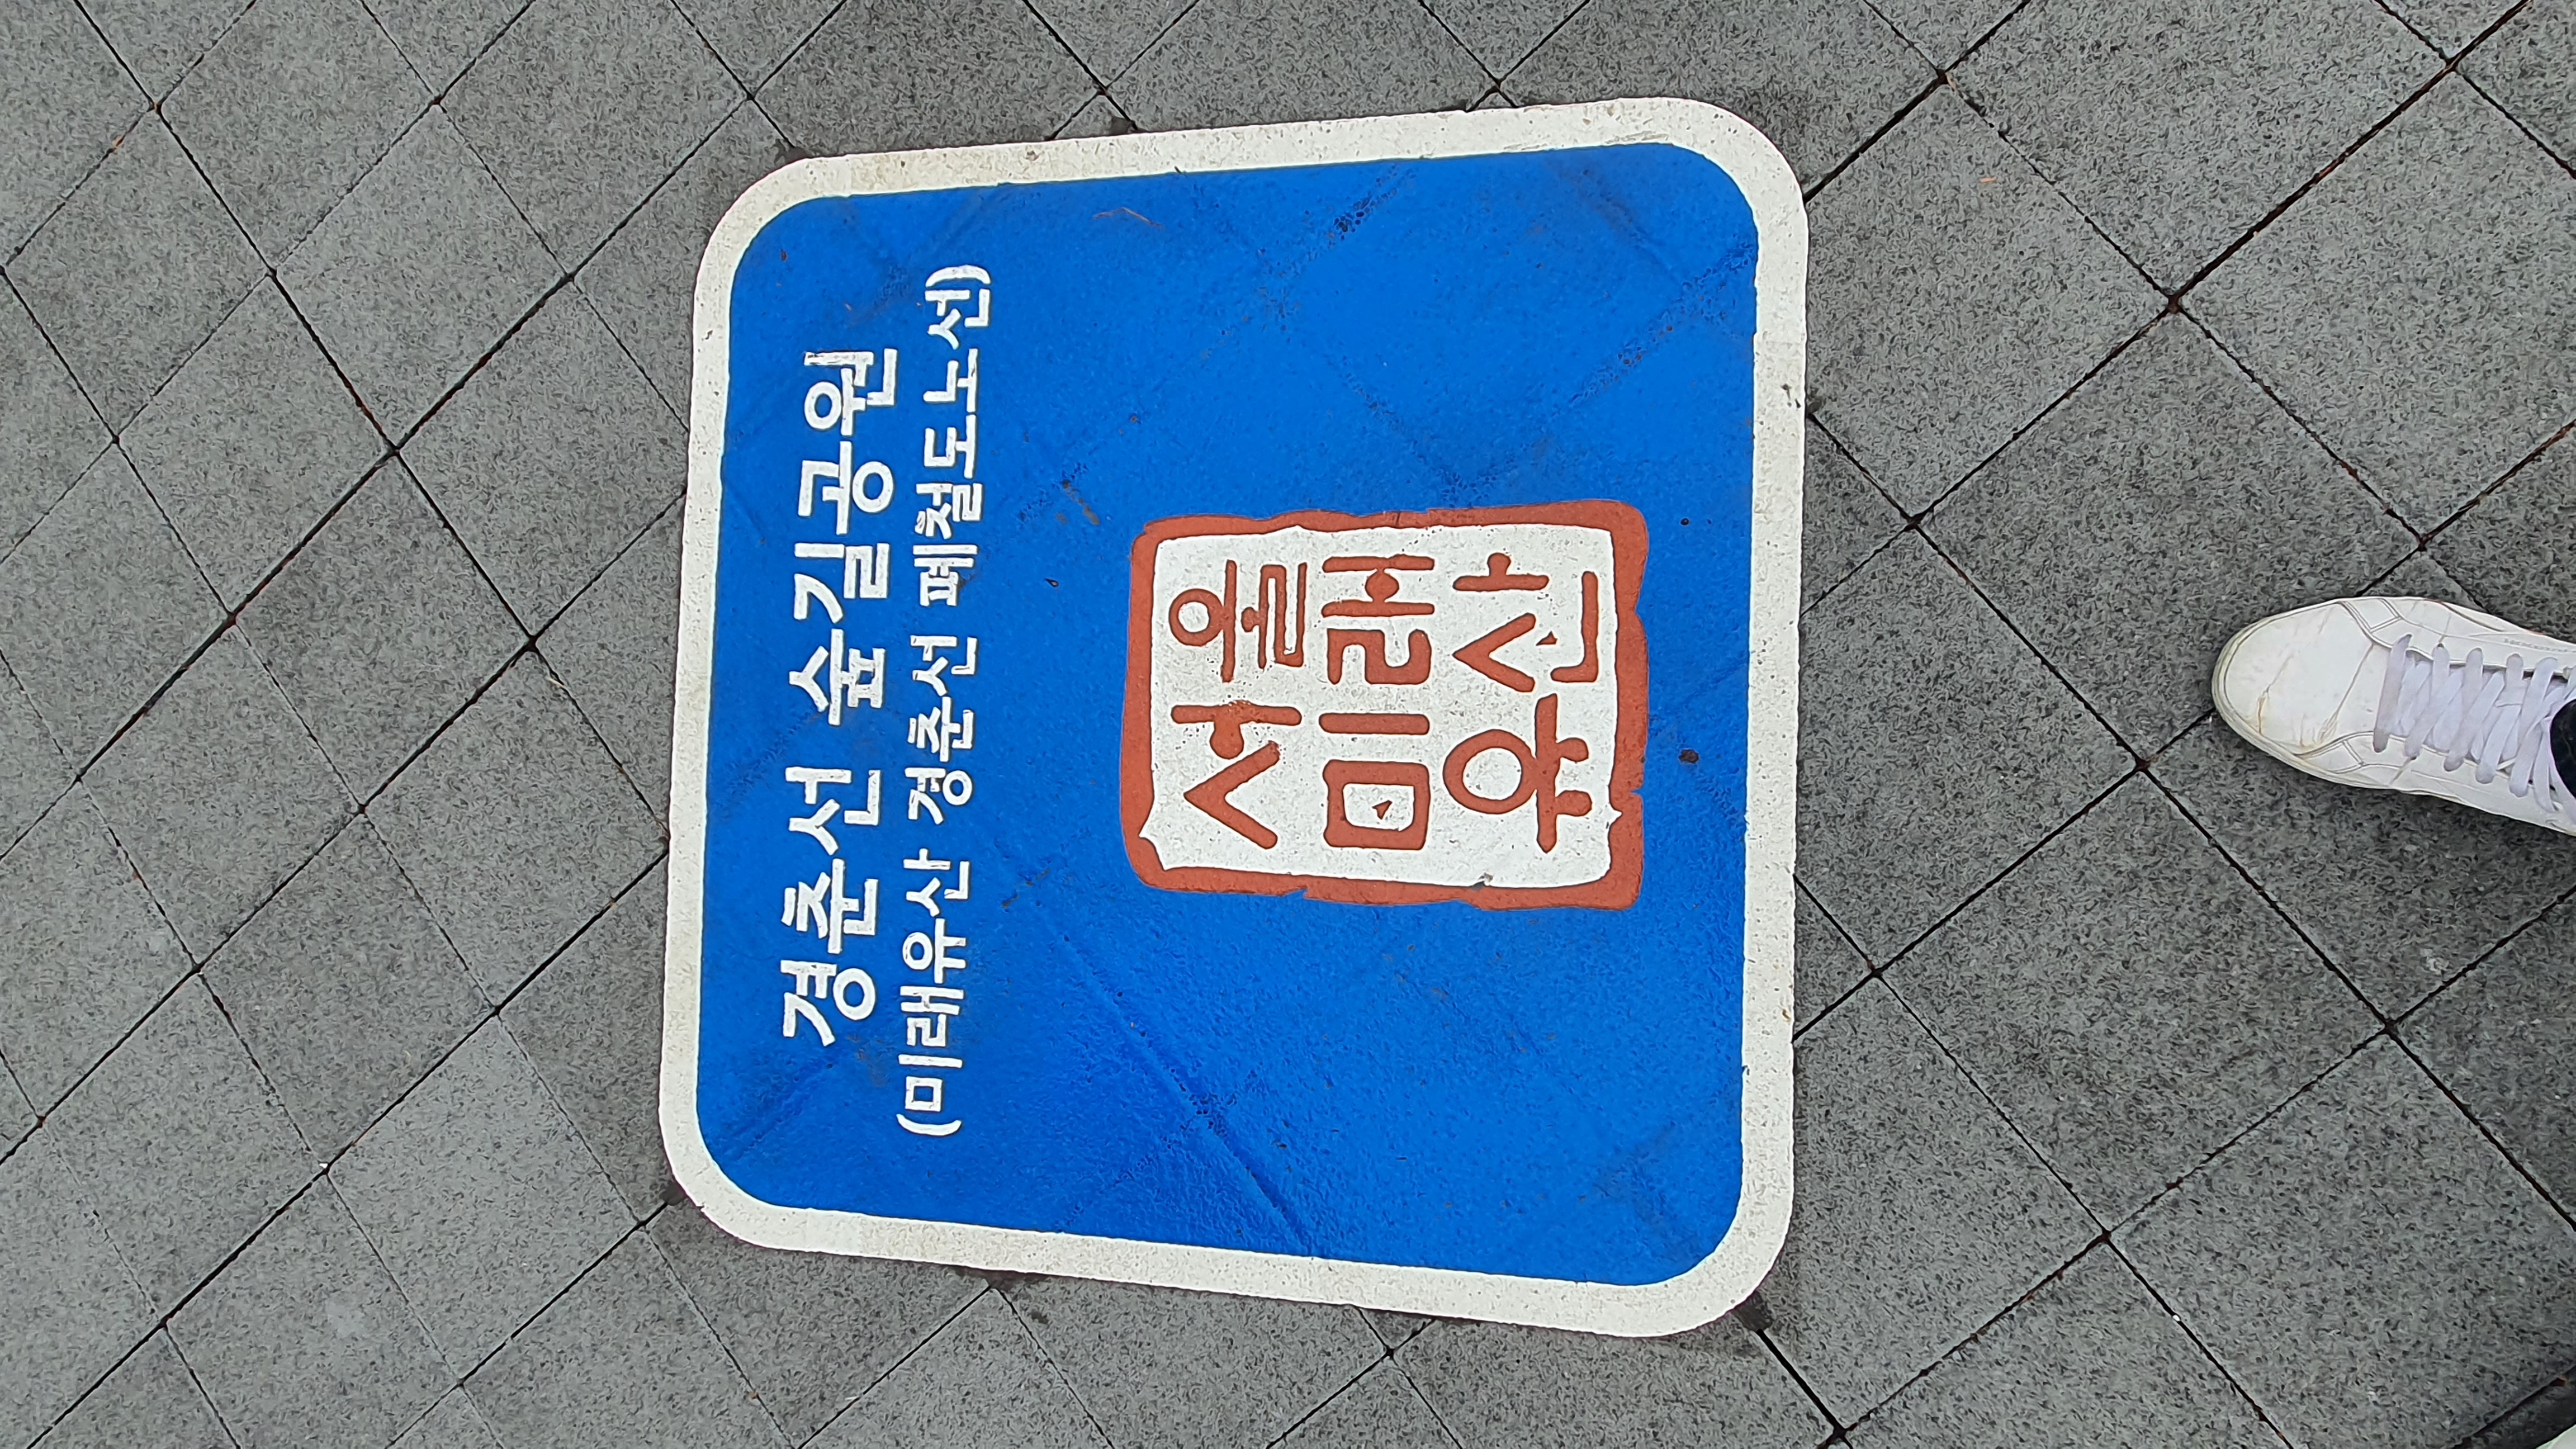 경춘선 숲길공원
(미래유산 경춘선 폐철도노선)
서울
미래
유산